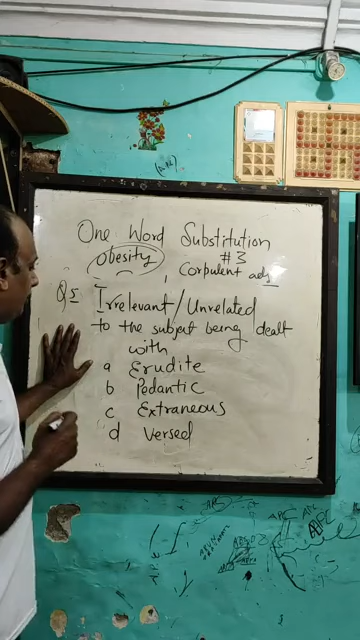 One Word Substitution
#3
Obesity, Corpulent adj
Q5 Irrelevant/Unrelated
to the subject being dealt
with
a Erudite
b Pedantic
c Extraneous
d Versed